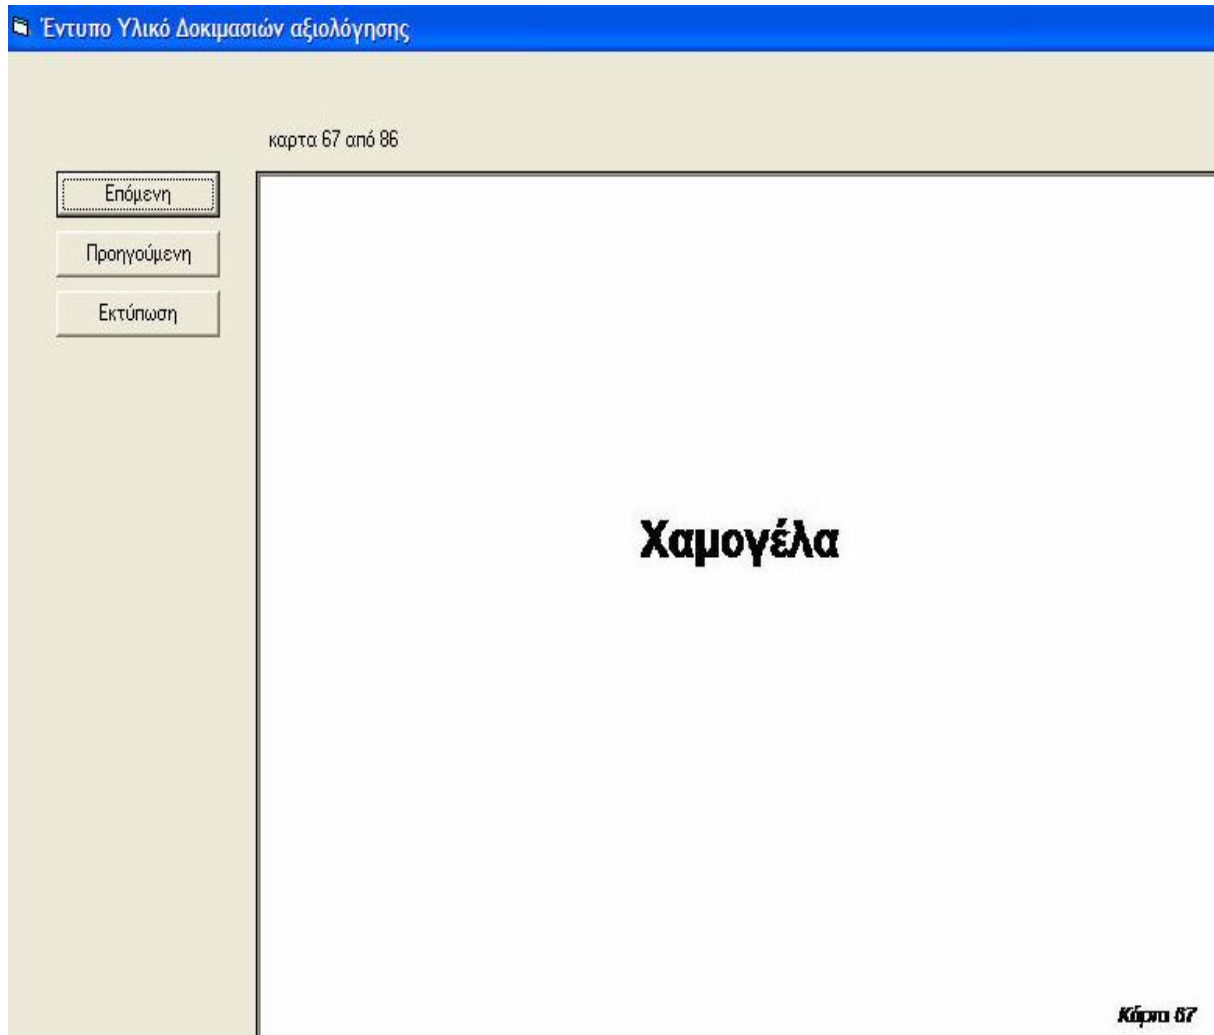 Έντυπο Υλικό Δοκιμασιών αξιολόγησης
καρτα 67 από 86
Επόμενη
Προηγούμενη
Εκτύπωση
Χαμογέλα
Κάρτα 67